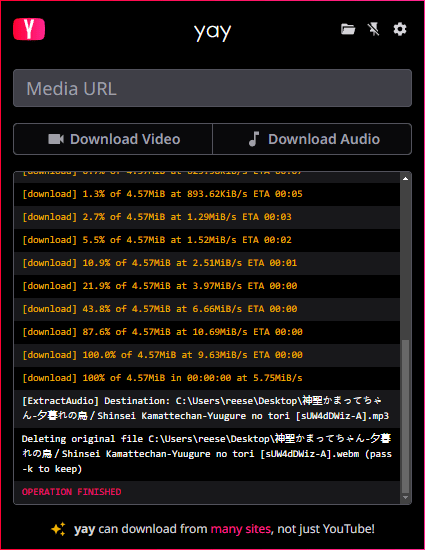 Y
yay
Media URL
Download Video
Download Audio
[download] 1.3% of 4.57MiB at 893.62KiB/s ETA 00:05
[download] 2.7% of 4.57MiB at 1.29MiB/s ETA 00:03
[download] 5.5% of 4.57MiB at 1.52MiB/s ETA 00:02
[download] 10.9% of 4.57MiB at 2.51MiB/s ETA 00:01
[download] 21.9% of 4.57MiB at 3.97MiB/s ETA 00:00
[download] 43.8% of 4.57MiB at 6.66MiB/s ETA 00:00
[download] 87.6% of 4.57MiB at 10.69MiB/s ETA 00:00
[download] 100.0% of 4.57MiB at 9.63MiB/s ETA 00:00
[download] 100% of 4.57MiB in 00:00:00 at 5.75MiB/s
[ExtractAudio] Destination: C:\Users\reese\Desktop\神聖かまってちゃ
ん-夕暮れの鳥／Shinsei Kamattechan-Yuugure no tori [sUW4dDWiz-A].mp3
Deleting original file C:\Users\reese\Desktop\神聖かまってちゃん-夕暮
れの鳥／Shinsei Kamattechan-Yuugure no tori [sUW4dDWiz-A].webm (pass
-k to keep)
OPERATION FINISHED
yay can download from many sites, not just YouTube!